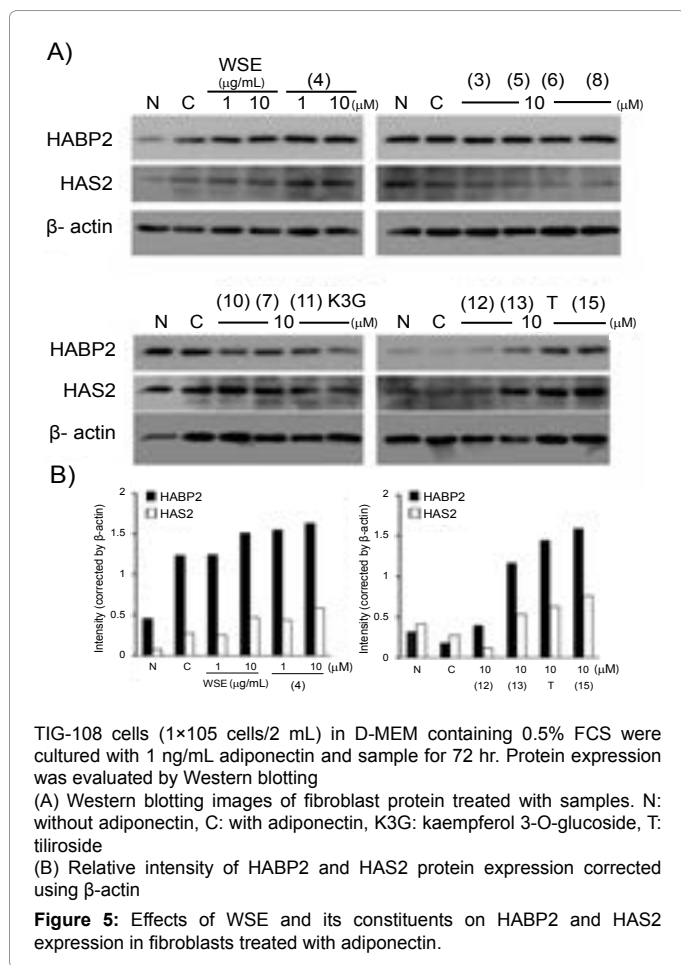 A)
WSE (4) (3) (5) (6) (8)
(μg/mL)
N C 1 10 1 10 (μM) N C 10 (μM)
HABP2
HAS2
β- actin
(10) (7) (11) K3G (12) (13) T (15)
N C 10 (μM) N C 10 (μM)
HABP2
HAS2
β- actin
B)
Intensity (corrected by β-actin)
2
1.5
1
0.5
0
HABP2
HAS2
N C 1 10 1 10 (μM)
WSE (μg/mL) (4)
Intensity (corrected by β-actin)
2
1.5
1
0.5
0
HABP2
HAS2
N C 10 10 10 10 (μM)
(12) (13) T (15)
TIG-108 cells (1×105 cells/2 mL) in D-MEM containing 0.5% FCS were
cultured with 1 ng/mL adiponectin and sample for 72 hr. Protein expression
was evaluated by Western blotting
(A) Western blotting images of fibroblast protein treated with samples. N:
without adiponectin, C: with adiponectin, K3G: kaempferol 3-O-glucoside, T:
tiliroside
(B) Relative intensity of HABP2 and HAS2 protein expression corrected
using β-actin
Figure 5: Effects of WSE and its constituents on HABP2 and HAS2
expression in fibroblasts treated with adiponectin.